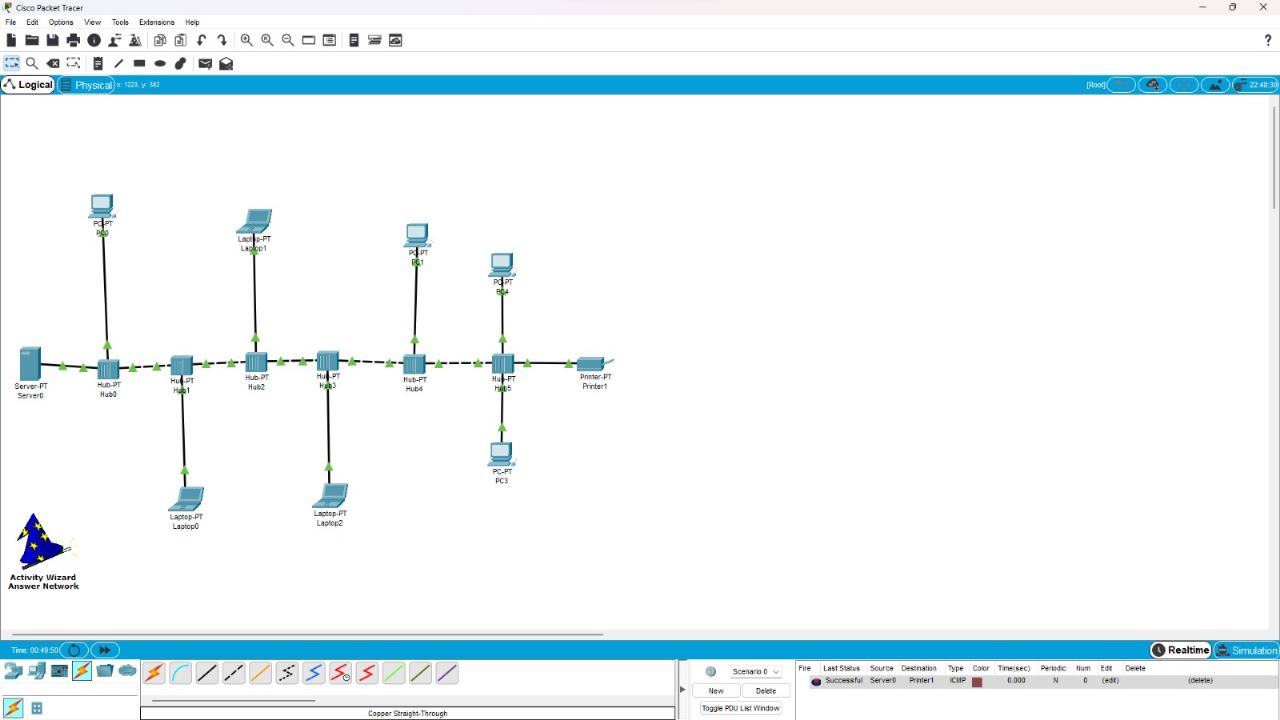 Cisco Packet Tracer
File Edit Options View Tools Extensions Help
Logical Physical x: 1223, y: 382 [Root] 22:48:30
PC-PT
PC0
Laptop-PT
Laptop1
PC-PT
PC1
PC-PT
PC4
Server-PT
Server0
Hub-PT
Hub0
Hub-PT
Hub1
Hub-PT
Hub2
Hub-PT
Hub3
Hub-PT
Hub4
Hub-PT
Hub5
Printer-PT
Printer1
PC-PT
PC3
Laptop-PT
Laptop0
Laptop-PT
Laptop2
Activity Wizard
Answer Network
Time: 00:49:50 Realtime Simulation
Scenario 0
New Delete
Toggle PDU List Window
Fire Last Status Source Destination Type Color Time(sec) Periodic Num Edit Delete
Successful Server0 Printer1 ICMP 0.000 N 0 (edit) (delete)
Copper Straight-Through